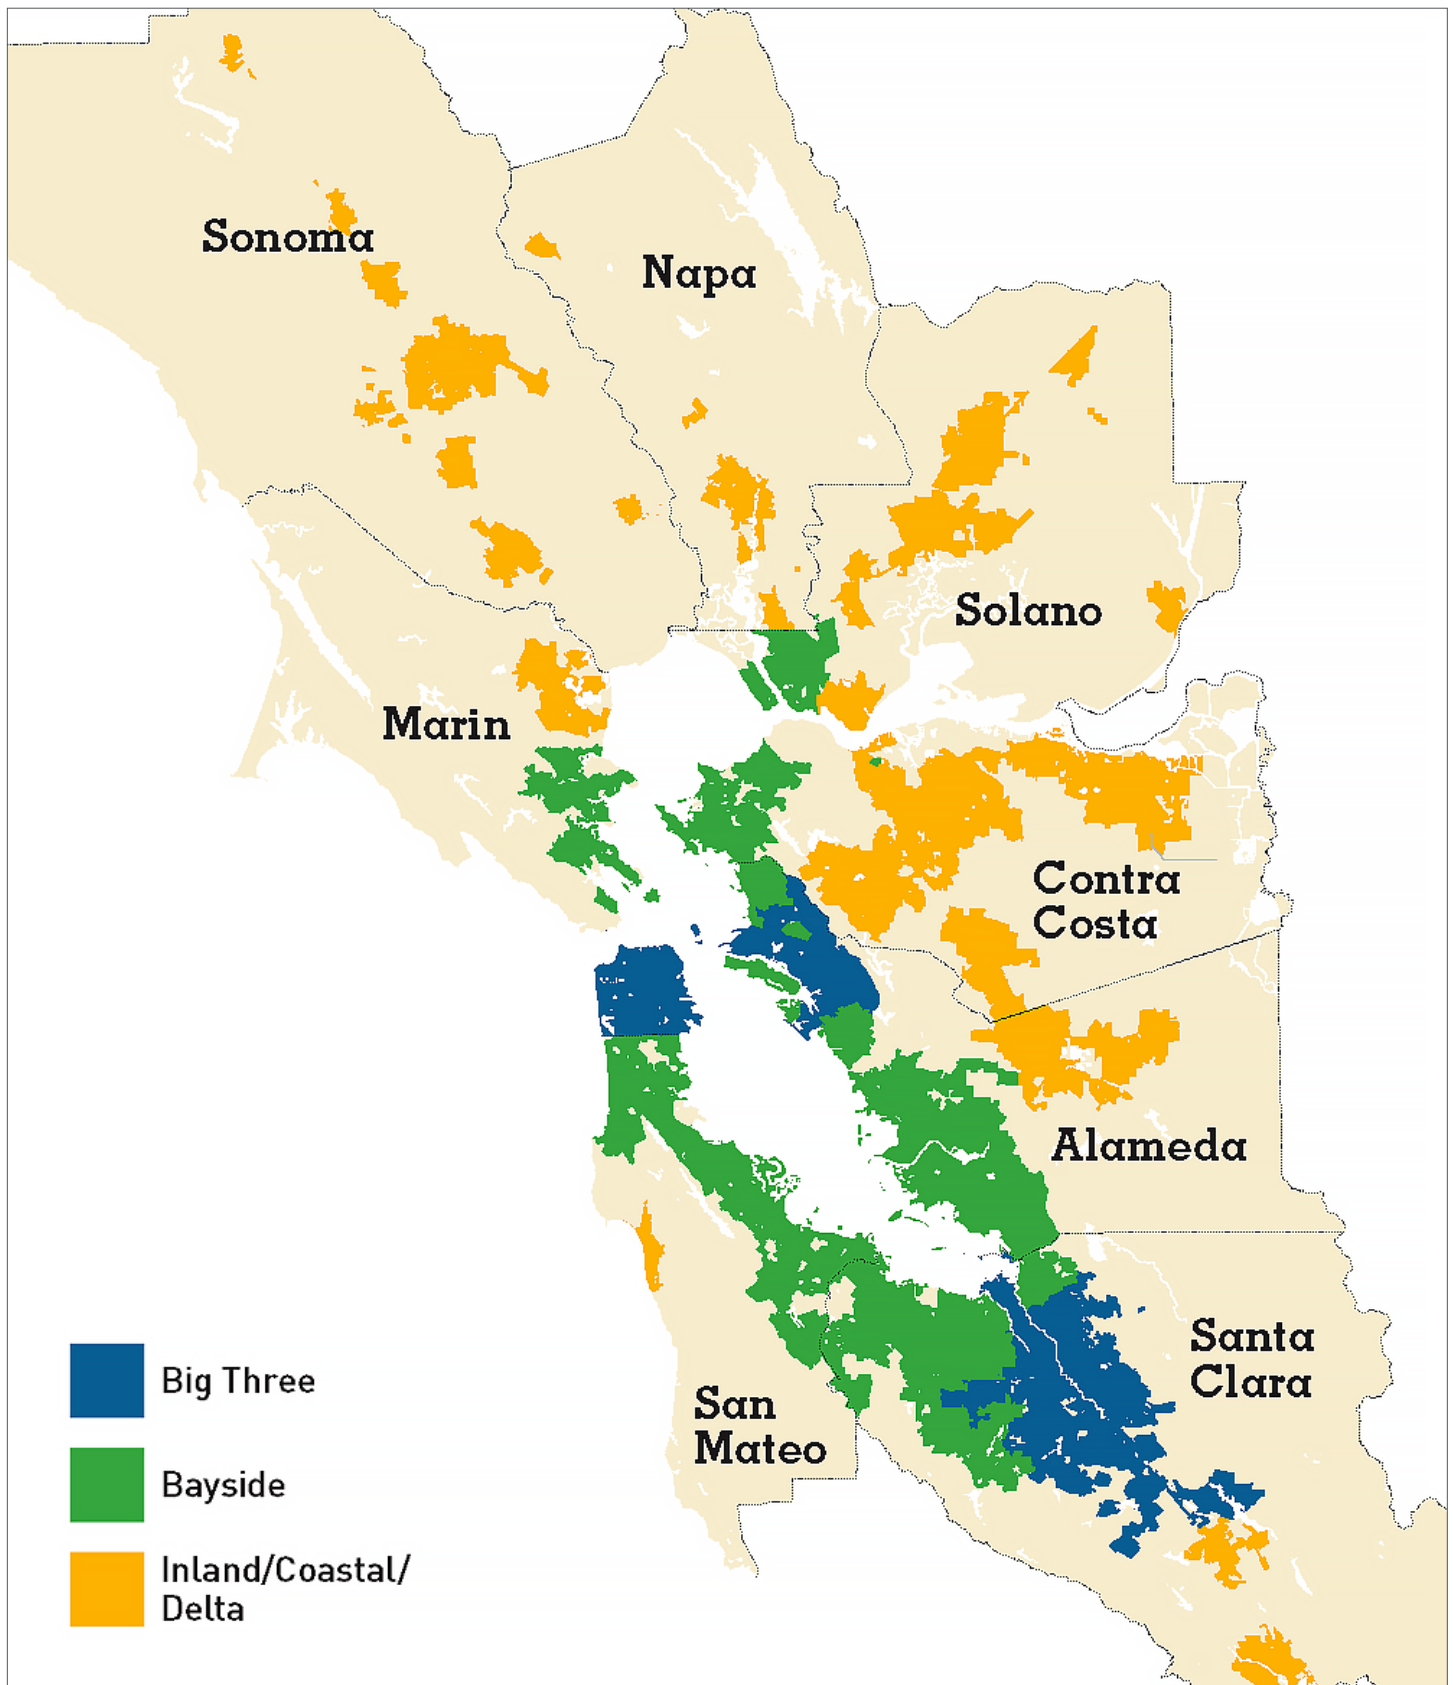 Sonoma
Napa
Solano
Marin
Contra
Costa
Alameda
Santa
Clara
San
Mateo
Big Three
Bayside
Inland/Coastal/
Delta